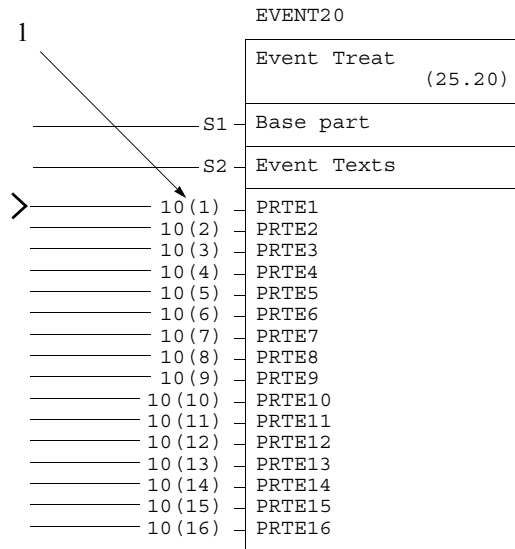 EVENT20
1
Event Treat
(25.20)
S1 Base part
S2 Event Texts
10(1) PRTE1
10(2) PRTE2
10(3) PRTE3
10(4) PRTE4
10(5) PRTE5
10(6) PRTE6
10(7) PRTE7
10(8) PRTE8
10(9) PRTE9
10(10) PRTE10
10(11) PRTE11
10(12) PRTE12
10(13) PRTE13
10(14) PRTE14
10(15) PRTE15
10(16) PRTE16